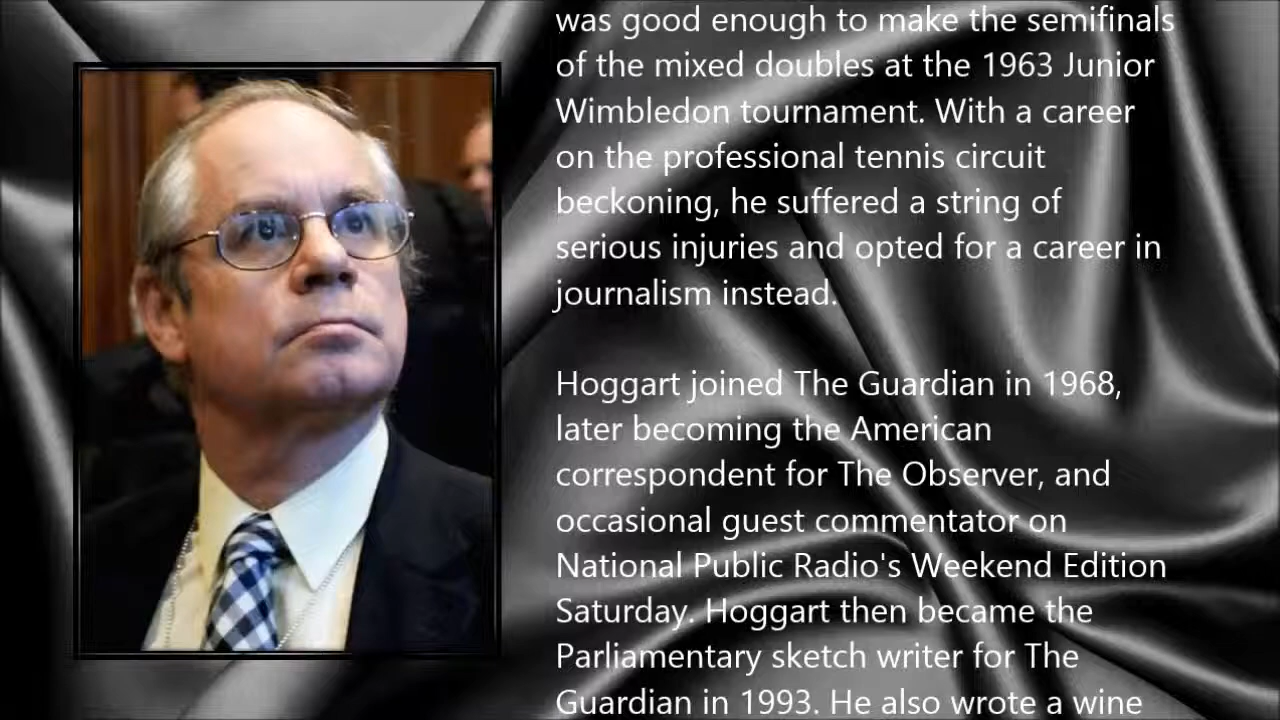 was good enough to make the semifinals
of the mixed doubles at the 1963 Junior
Wimbledon tournament. With a career
on the professional tennis circuit
beckoning, he suffered a string of
serious injuries and opted for a career in
journalism instead.
Hoggart joined The Guardian in 1968,
later becoming the American
correspondent for The Observer, and
occasional guest commentator on
National Public Radio's Weekend Edition
Saturday. Hoggart then became the
Parliamentary sketch writer for The
Guardian in 1993. He also wrote a wine